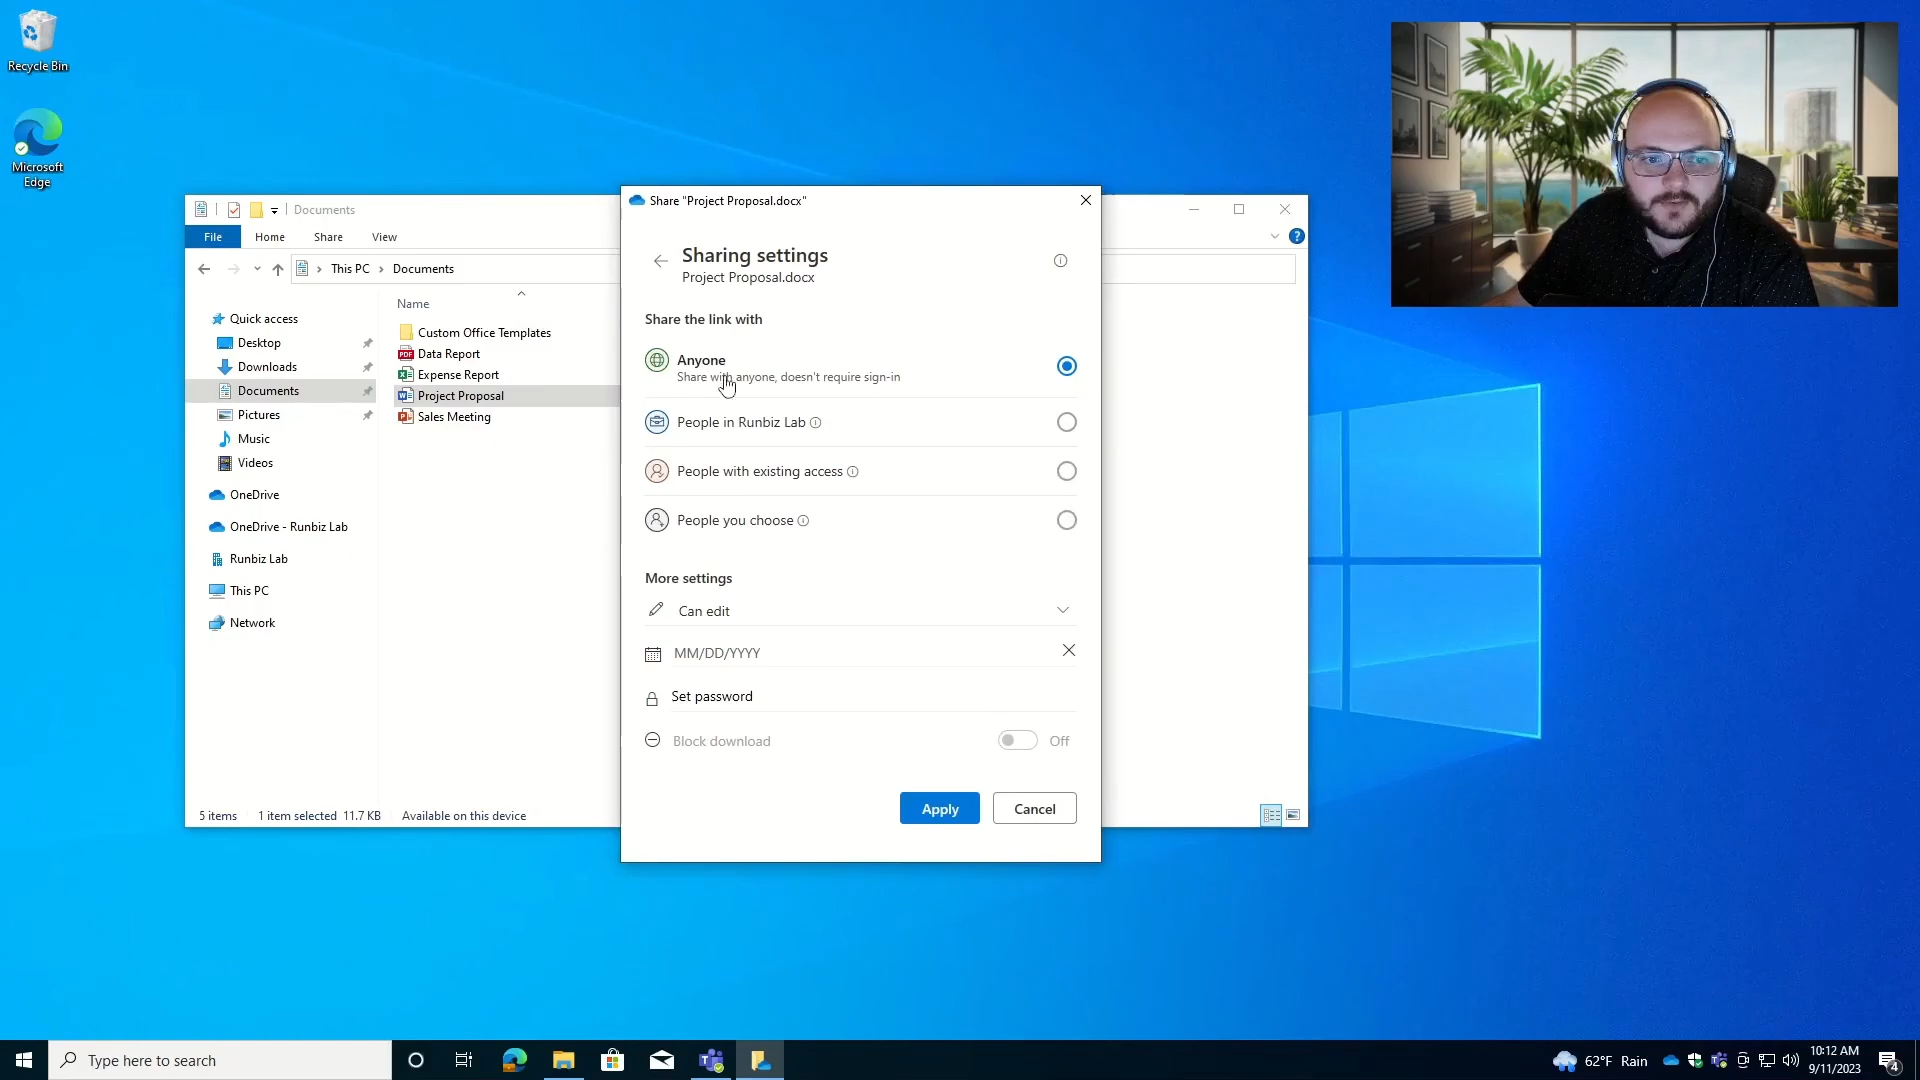 Recycle Bin
Microsoft
Edge
Documents
File
Home
Share
View
This PC
Documents
Quick access
Desktop
Downloads
Documents
Pictures
Music
Videos
OneDrive
OneDrive - Runbiz Lab
Runbiz Lab
This PC
Network
Name
Custom Office Templates
PDF Data Report
Expense Report
Project Proposal
Sales Meeting
5 items
1 item selected 11.7 KB
Available on this device
Share "Project Proposal.docx"
Sharing settings
Project Proposal.docx
Share the link with
Anyone
Share with anyone, doesn't require sign-in
People in Runbiz Lab
People with existing access
People you choose
More settings
Can edit
MM/DD/YYYY
Set password
Block download
Off
Apply
Cancel
Type here to search
62°F Rain
10:12 AM
9/11/2023
4